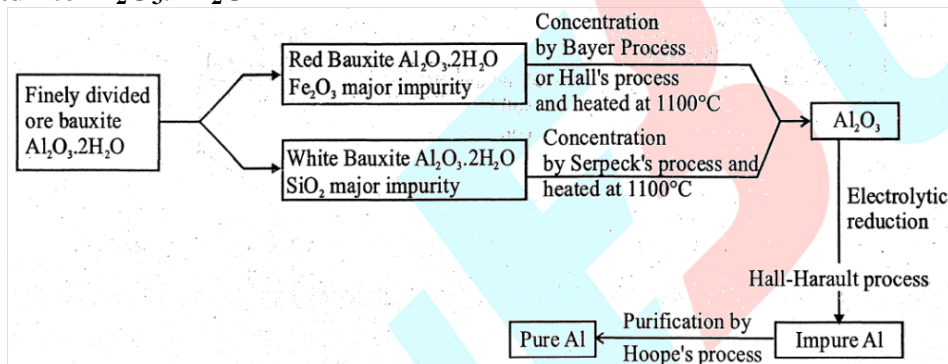 Finely divided
ore bauxite
Al₂O₃.2H₂O
Red Bauxite Al₂O₃.2H₂O
Fe₂O₃ major impurity
White Bauxite Al₂O₃.2H₂O
SiO₂ major impurity
Concentration
by Bayer Process
or Hall's process
and heated at 1100°C
Concentration
by Serpeck's process and
heated at 1100°C
Al₂O₃
Electrolytic
reduction
Hall-Harault process
Impure Al
Purification by
Hoope's process
Pure Al